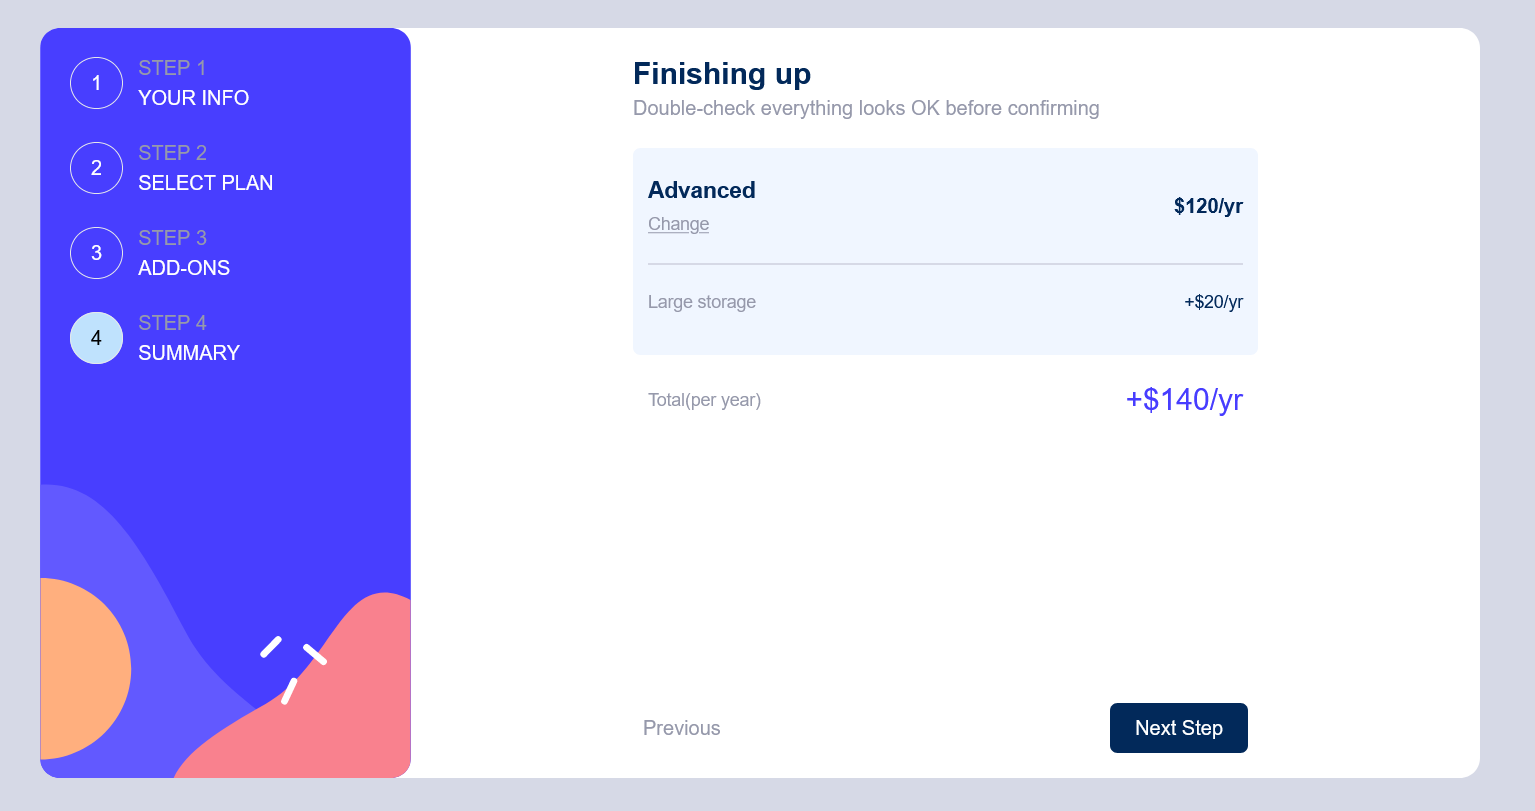 1
STEP 1
YOUR INFO
2
STEP 2
SELECT PLAN
3
STEP 3
ADD-ONS
4
STEP 4
SUMMARY
Finishing up
Double-check everything looks OK before confirming
Advanced
Change
$120/yr
Large storage +$20/yr
Total(per year) +$140/yr
Previous Next Step